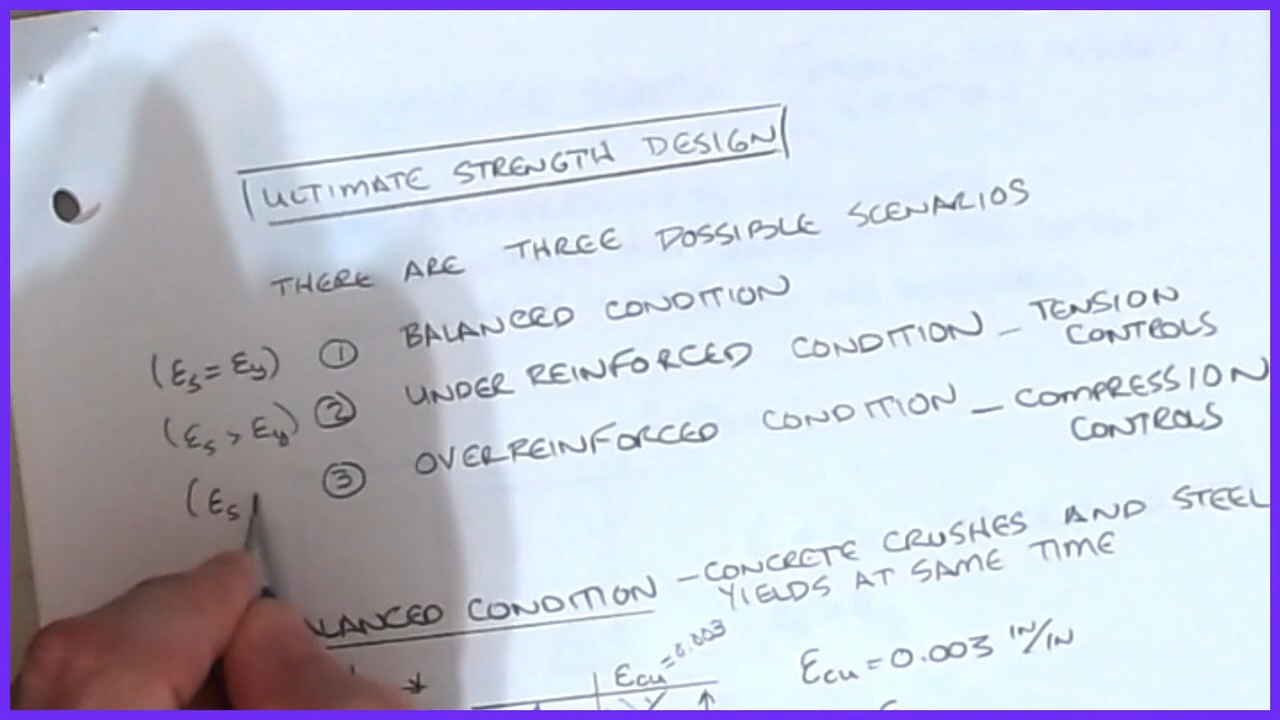 ULTIMATE STRENGTH DESIGN
THERE ARE THREE POSSIBLE SCENARIOS
(εs = εy) ① BALANCED CONDITION
(εs > εy) ② UNDER REINFORCED CONDITION – TENSION CONTROLS
(εs ③ OVERREINFORCED CONDITION – COMPRESSION CONTROLS
LANCED CONDITION – CONCRETE CRUSHES AND STEEL
YIELDS AT SAME TIME
εcu = 0.003
εcu = 0.003 IN/IN